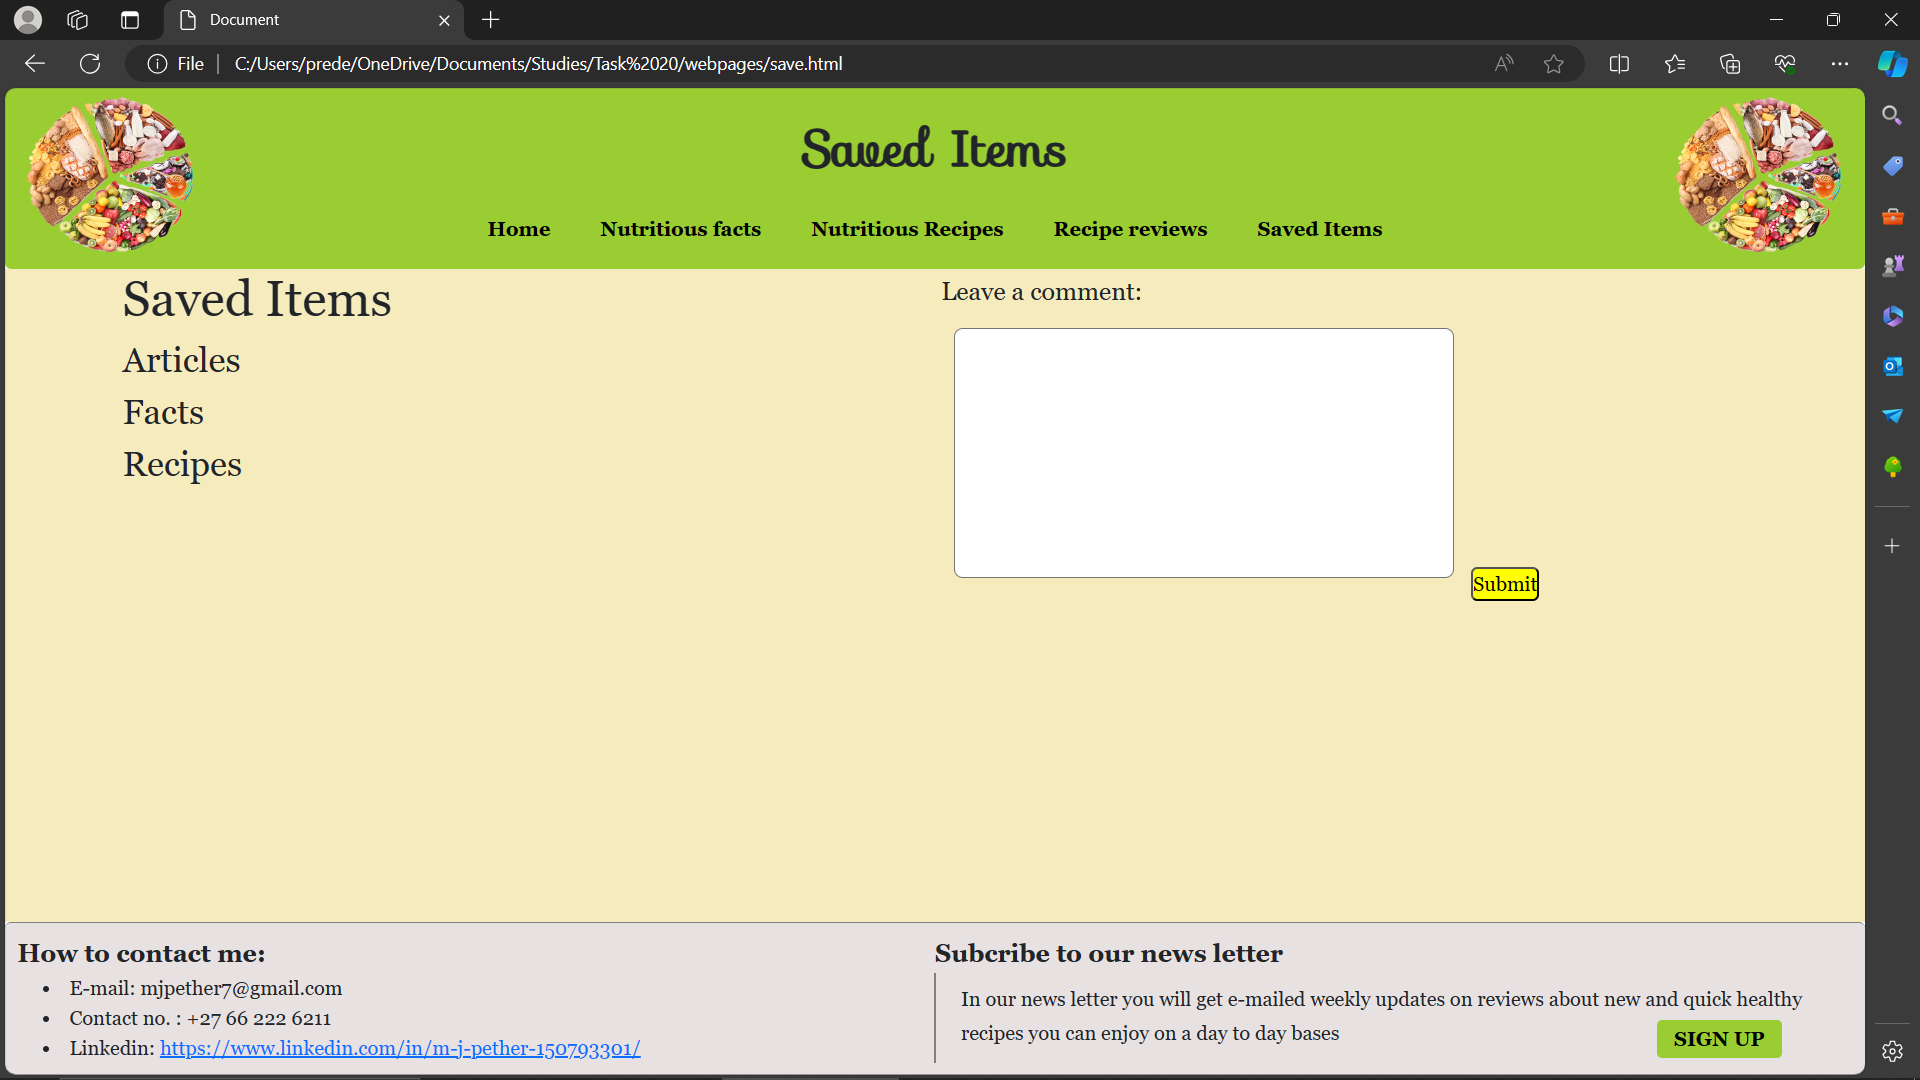 Document
File
C:/Users/prede/OneDrive/Documents/Studies/Task%2020/webpages/save.html
Saved Items
Home Nutritious facts Nutritious Recipes Recipe reviews Saved Items
Saved Items
Articles
Facts
Recipes
Leave a comment:
Submit
How to contact me:
E-mail: mjpether7@gmail.com
Contact no. : +27 66 222 6211
Linkedin: https://www.linkedin.com/in/m-j-pether-150793301/
Subcribe to our news letter
In our news letter you will get e-mailed weekly updates on reviews about new and quick healthy
recipes you can enjoy on a day to day bases
SIGN UP